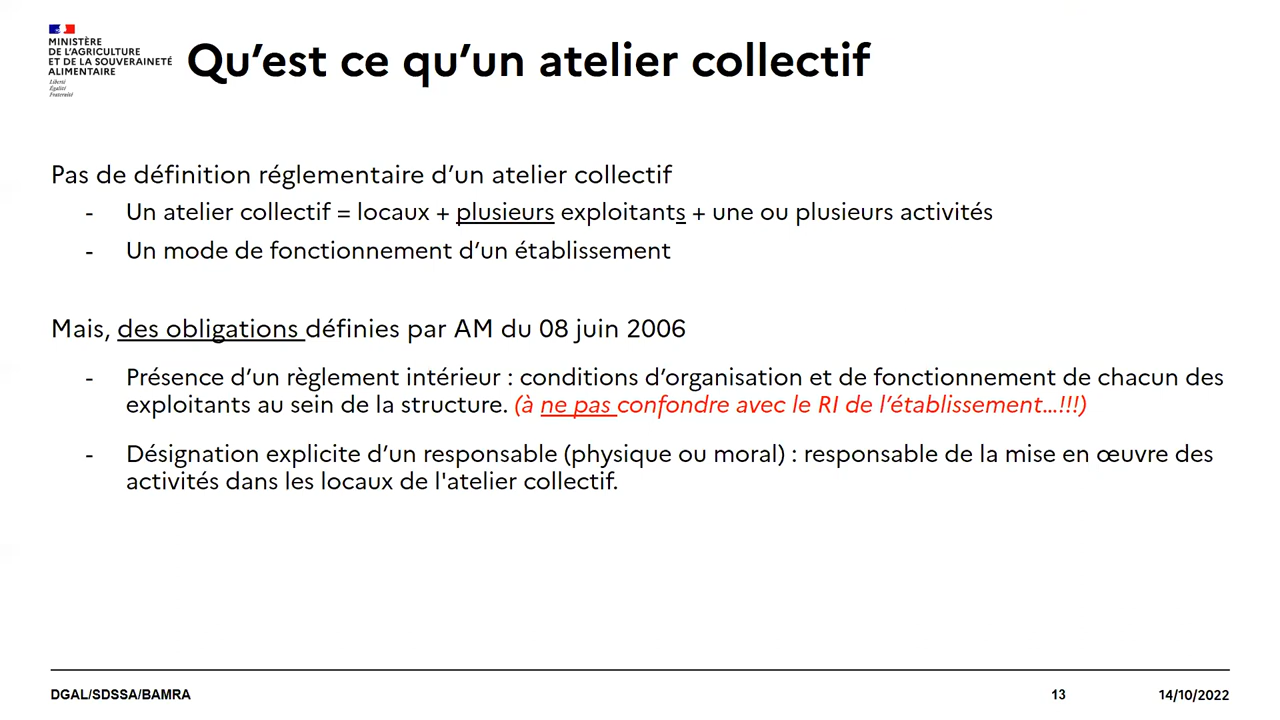 MINISTÈRE
DE L'AGRICULTURE
ET DE LA SOUVERAINETÉ
ALIMENTAIRE
Liberté
Égalité
Fraternité
Qu’est ce qu’un atelier collectif
Pas de définition réglementaire d’un atelier collectif
- Un atelier collectif = locaux + plusieurs exploitants + une ou plusieurs activités
- Un mode de fonctionnement d’un établissement
Mais, des obligations définies par AM du 08 juin 2006
- Présence d’un règlement intérieur : conditions d’organisation et de fonctionnement de chacun des
exploitants au sein de la structure. (à ne pas confondre avec le RI de l’établissement…!!!)
- Désignation explicite d’un responsable (physique ou moral) : responsable de la mise en œuvre des
activités dans les locaux de l'atelier collectif.
DGAL/SDSSA/BAMRA
13
14/10/2022